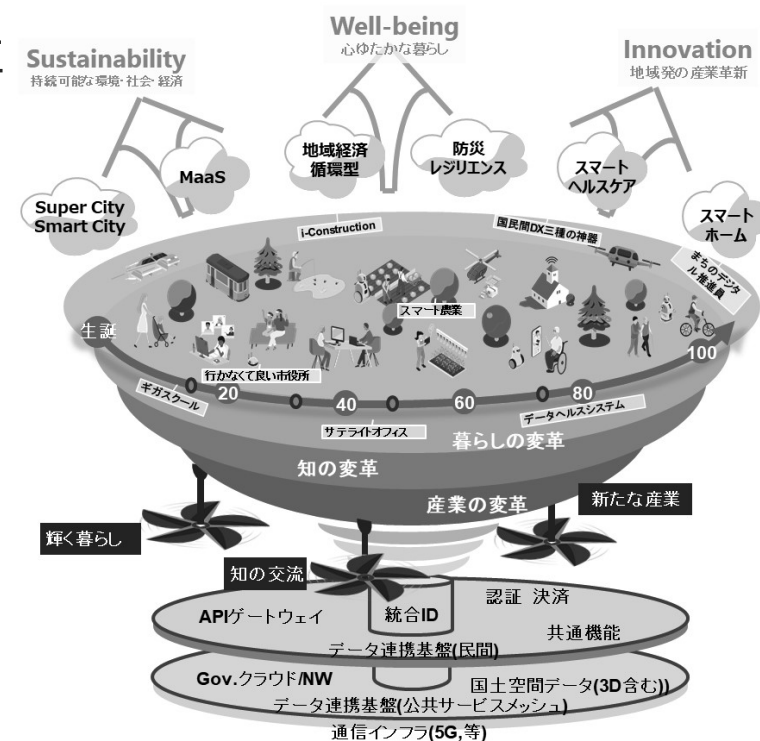 Well-being
心ゆたかな暮らし
Sustainability
持続可能な環境・社会・経済
Innovation
地域発の産業革新
Super City
Smart City
MaaS
地域経済
循環型
防災
レジリエンス
スマート
ヘルスケア
スマート
ホーム
i-Construction
国民間DX三種の神器
まちのデジタ
ル推進員
スマート農業
生誕
100
行かなくて良い市役所
ギガスクール
20
40
60
80
サテライトオフィス
データヘルスシステム
暮らしの変革
知の変革
産業の変革
新たな産業
輝く暮らし
知の交流
APIゲートウェイ
統合ID
認証 決済
共通機能
データ連携基盤(民間)
Gov.クラウド/NW
国土空間データ(3D含む))
データ連携基盤(公共サービスメッシュ)
通信インフラ(5G,等)